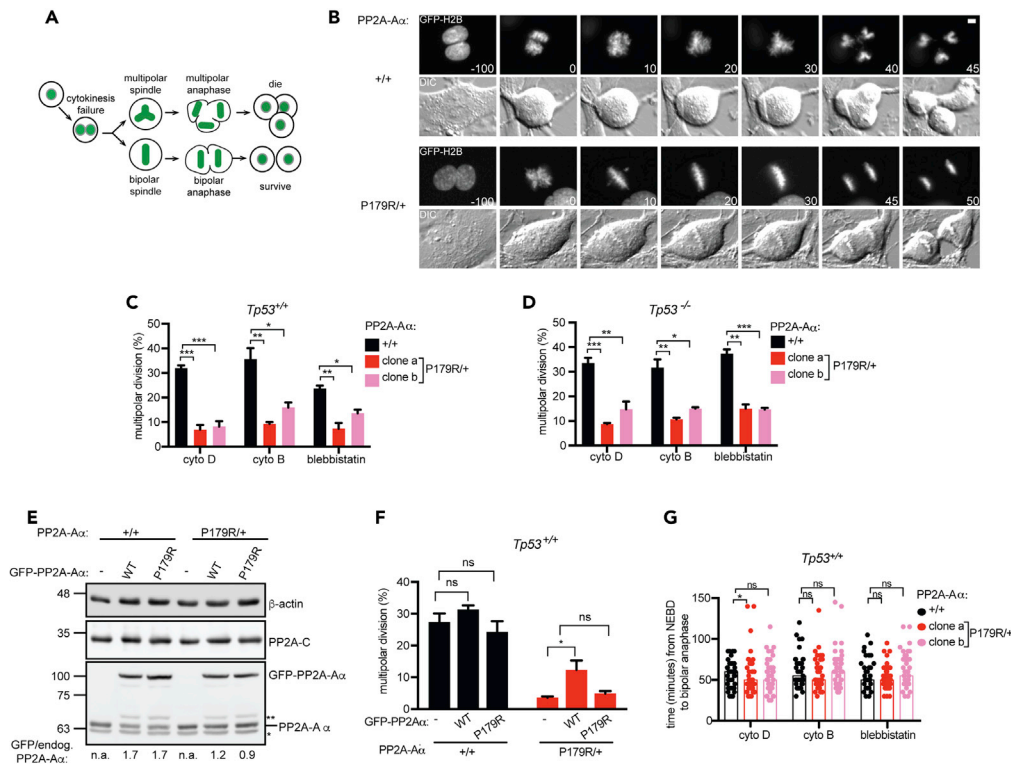 A
cytokinesis
failure
multipolar
spindle
multipolar
anaphase
die
bipolar
spindle
bipolar
anaphase
survive
B
PP2A-Aα:
+/+
GFP-H2B
-100
0
10
20
30
40
45
DIC
P179R/+
GFP-H2B
-100
-0
10
20
30
45
50
DIC
C
Tp53+/+
multipolar division (%)
50
40
30
20
10
0
*** *** ** * ** *
cyto D cyto B blebbistatin
PP2A-Aα:
+/+
clone a
clone b
P179R/+
D
Tp53 -/-
multipolar division (%)
50
40
30
20
10
0
*** ** ** * ** ***
cyto D cyto B blebbistatin
PP2A-Aα:
+/+
clone a
clone b
P179R/+
E
PP2A-Aα: +/+ P179R/+
GFP-PP2A-Aα: - WT P179R - WT P179R
48
β-actin
35
PP2A-C
100
GFP-PP2A-Aα
75
**
63
PP2A-A α
*
GFP/endog.
PP2A-Aα: n.a. 1.7 1.7 n.a. 1.2 0.9
F
Tp53+/+
multipolar division (%)
40
30
20
10
0
ns
ns
ns
*
GFP-PP2Aα: - WT P179R - WT P179R
PP2A-Aα: +/+ P179R/+
G
Tp53+/+
time (minutes) from NEBD
to bipolar anaphase
150
100
50
0
ns ns ns
* ns ns
cyto D cyto B blebbistatin
PP2A-Aα:
+/+
clone a
clone b
P179R/+